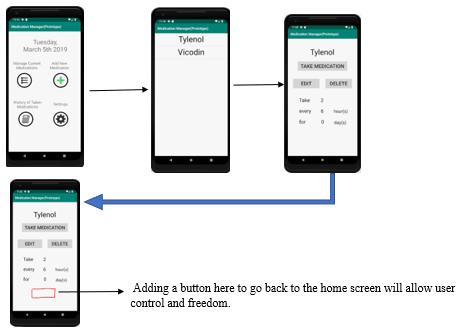 Medication Manager(Prototype)
Tuesday,
March 5th 2019
Manage Current
Medications
Add New
Medication
History of Taken
Medications
Settings
Medication Manager(Prototype)
Tylenol
Vicodin
Medication Manager(Prototype)
Tylenol
TAKE MEDICATION
EDIT DELETE
Take 2
every 6 hour(s)
for 0 day(s)
Medication Manager(Prototype)
Tylenol
TAKE MEDICATION
EDIT DELETE
Take 2
every 6 hour(s)
for 0 day(s)
Adding a button here to go back to the home screen will allow user
control and freedom.